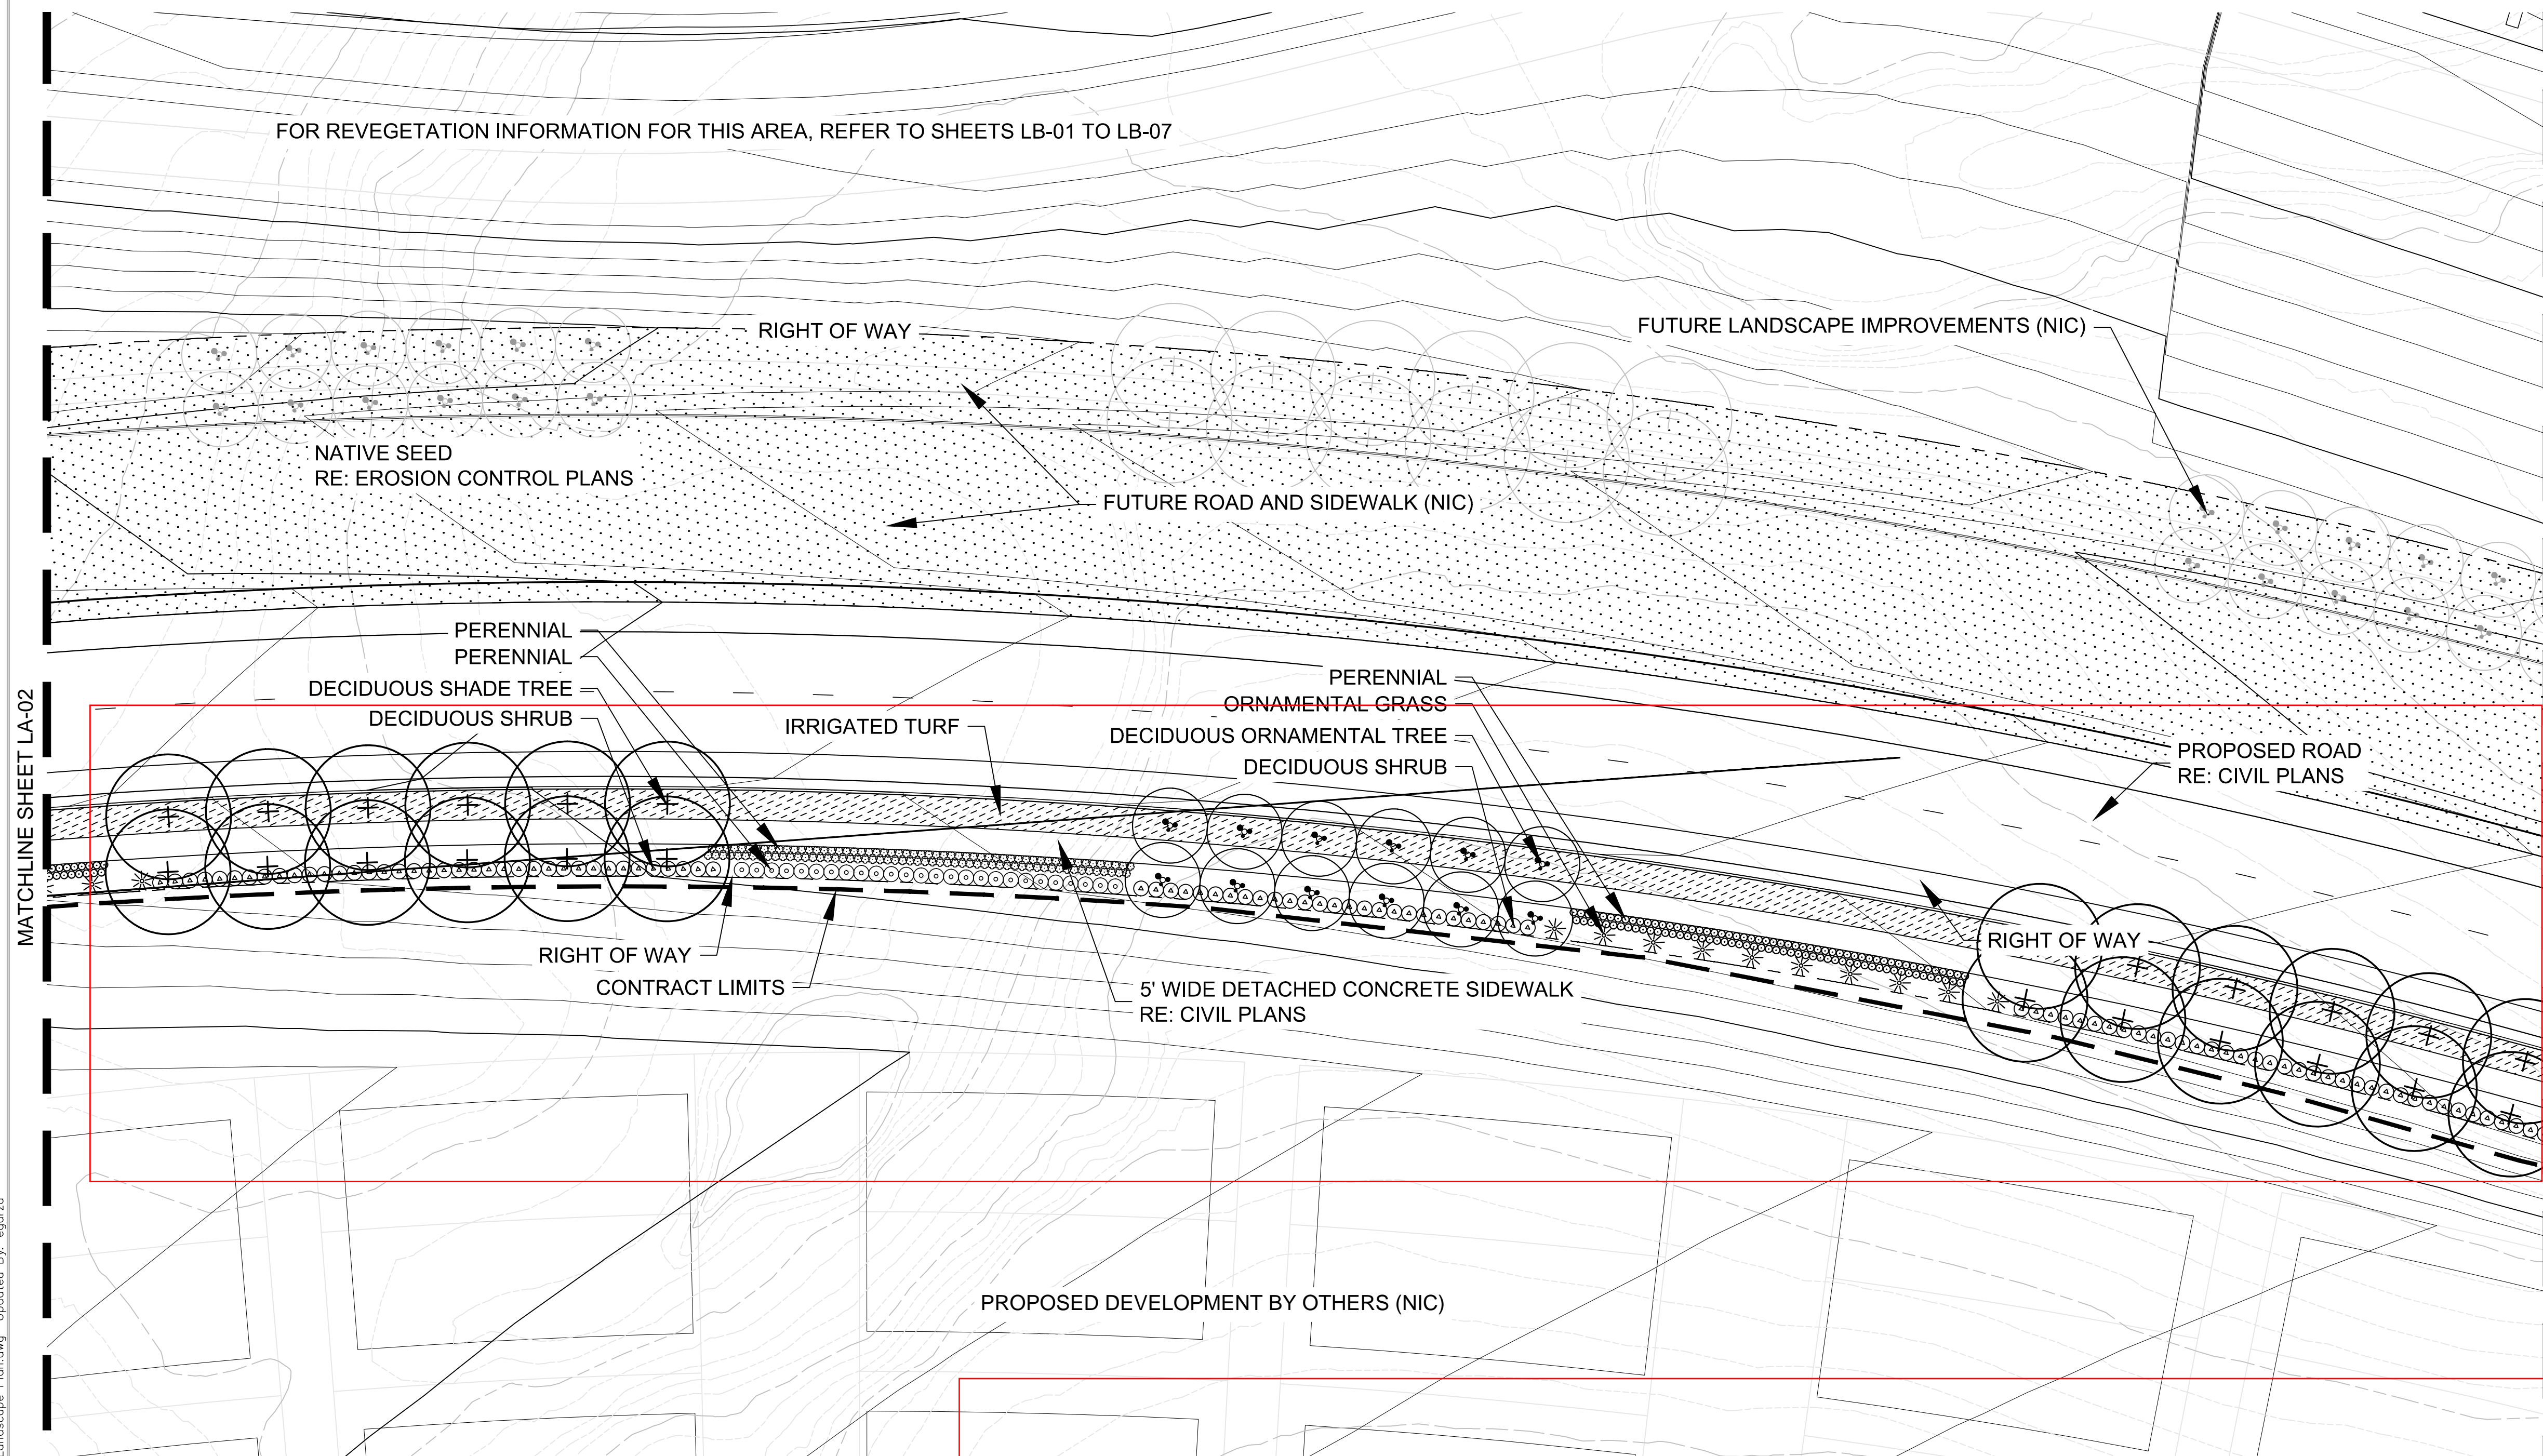 FOR REVEGETATION INFORMATION FOR THIS AREA, REFER TO SHEETS LB-01 TO LB-07
RIGHT OF WAY
FUTURE LANDSCAPE IMPROVEMENTS (NIC)
NATIVE SEED
RE: EROSION CONTROL PLANS
FUTURE ROAD AND SIDEWALK (NIC)
PERENNIAL
PERENNIAL
DECIDUOUS SHADE TREE
DECIDUOUS SHRUB
IRRIGATED TURF
PERENNIAL
ORNAMENTAL GRASS
DECIDUOUS ORNAMENTAL TREE
DECIDUOUS SHRUB
PROPOSED ROAD
RE: CIVIL PLANS
MATCHLINE SHEET LA-02
RIGHT OF WAY
CONTRACT LIMITS
5' WIDE DETACHED CONCRETE SIDEWALK
RE: CIVIL PLANS
RIGHT OF WAY
PROPOSED DEVELOPMENT BY OTHERS (NIC)